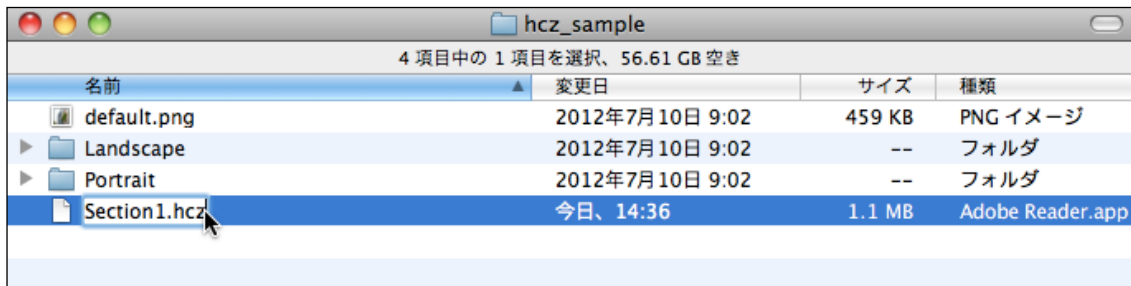 hcz_sample
4 項目中の 1 項目を選択、56.61 GB 空き
名前 変更日 サイズ 種類
default.png 2012年7月10日 9:02 459 KB PNG イメージ
Landscape 2012年7月10日 9:02 -- フォルダ
Portrait 2012年7月10日 9:02 -- フォルダ
Section1.hcz 今日、14:36 1.1 MB Adobe Reader.app